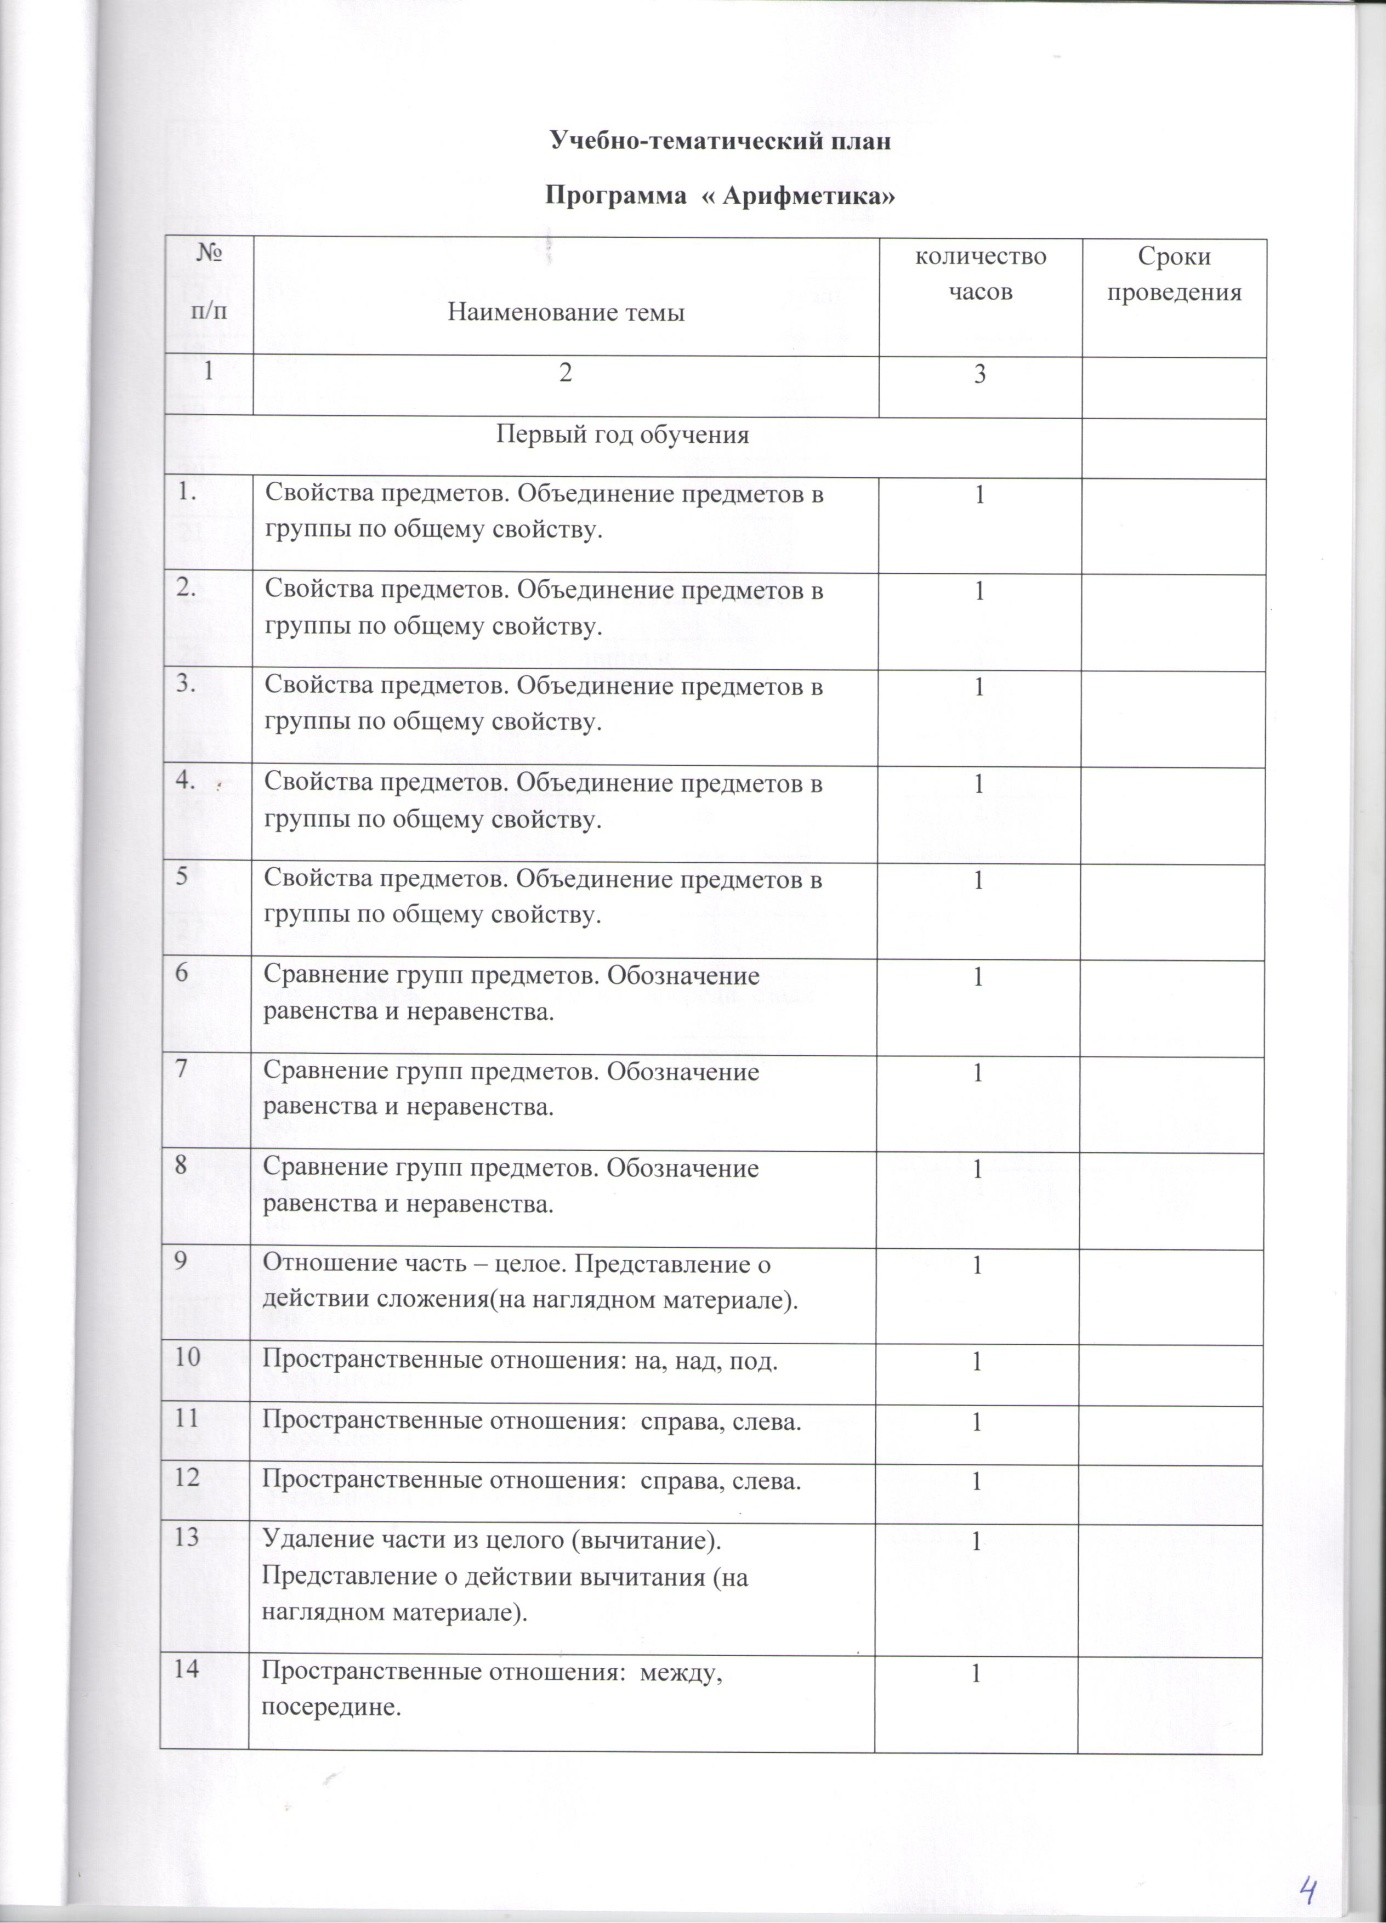 Учебно-тематический план
Программа « Арифметика»
№
п/п
Наименование темы
количество
часов
Сроки
проведения
1
2
3
Первый год обучения
1.
Свойства предметов. Объединение предметов в
группы по общему свойству.
1
2.
Свойства предметов. Объединение предметов в
группы по общему свойству.
1
3.
Свойства предметов. Объединение предметов в
группы по общему свойству.
1
4.
Свойства предметов. Объединение предметов в
группы по общему свойству.
1
5
Свойства предметов. Объединение предметов в
группы по общему свойству.
1
6
Сравнение групп предметов. Обозначение
равенства и неравенства.
1
7
Сравнение групп предметов. Обозначение
равенства и неравенства.
1
8
Сравнение групп предметов. Обозначение
равенства и неравенства.
1
9
Отношение часть – целое. Представление о
действии сложения(на наглядном материале).
1
10
Пространственные отношения: на, над, под.
1
11
Пространственные отношения: справа, слева.
1
12
Пространственные отношения: справа, слева.
1
13
Удаление части из целого (вычитание).
Представление о действии вычитания (на
наглядном материале).
1
14
Пространственные отношения: между,
посередине.
1
4